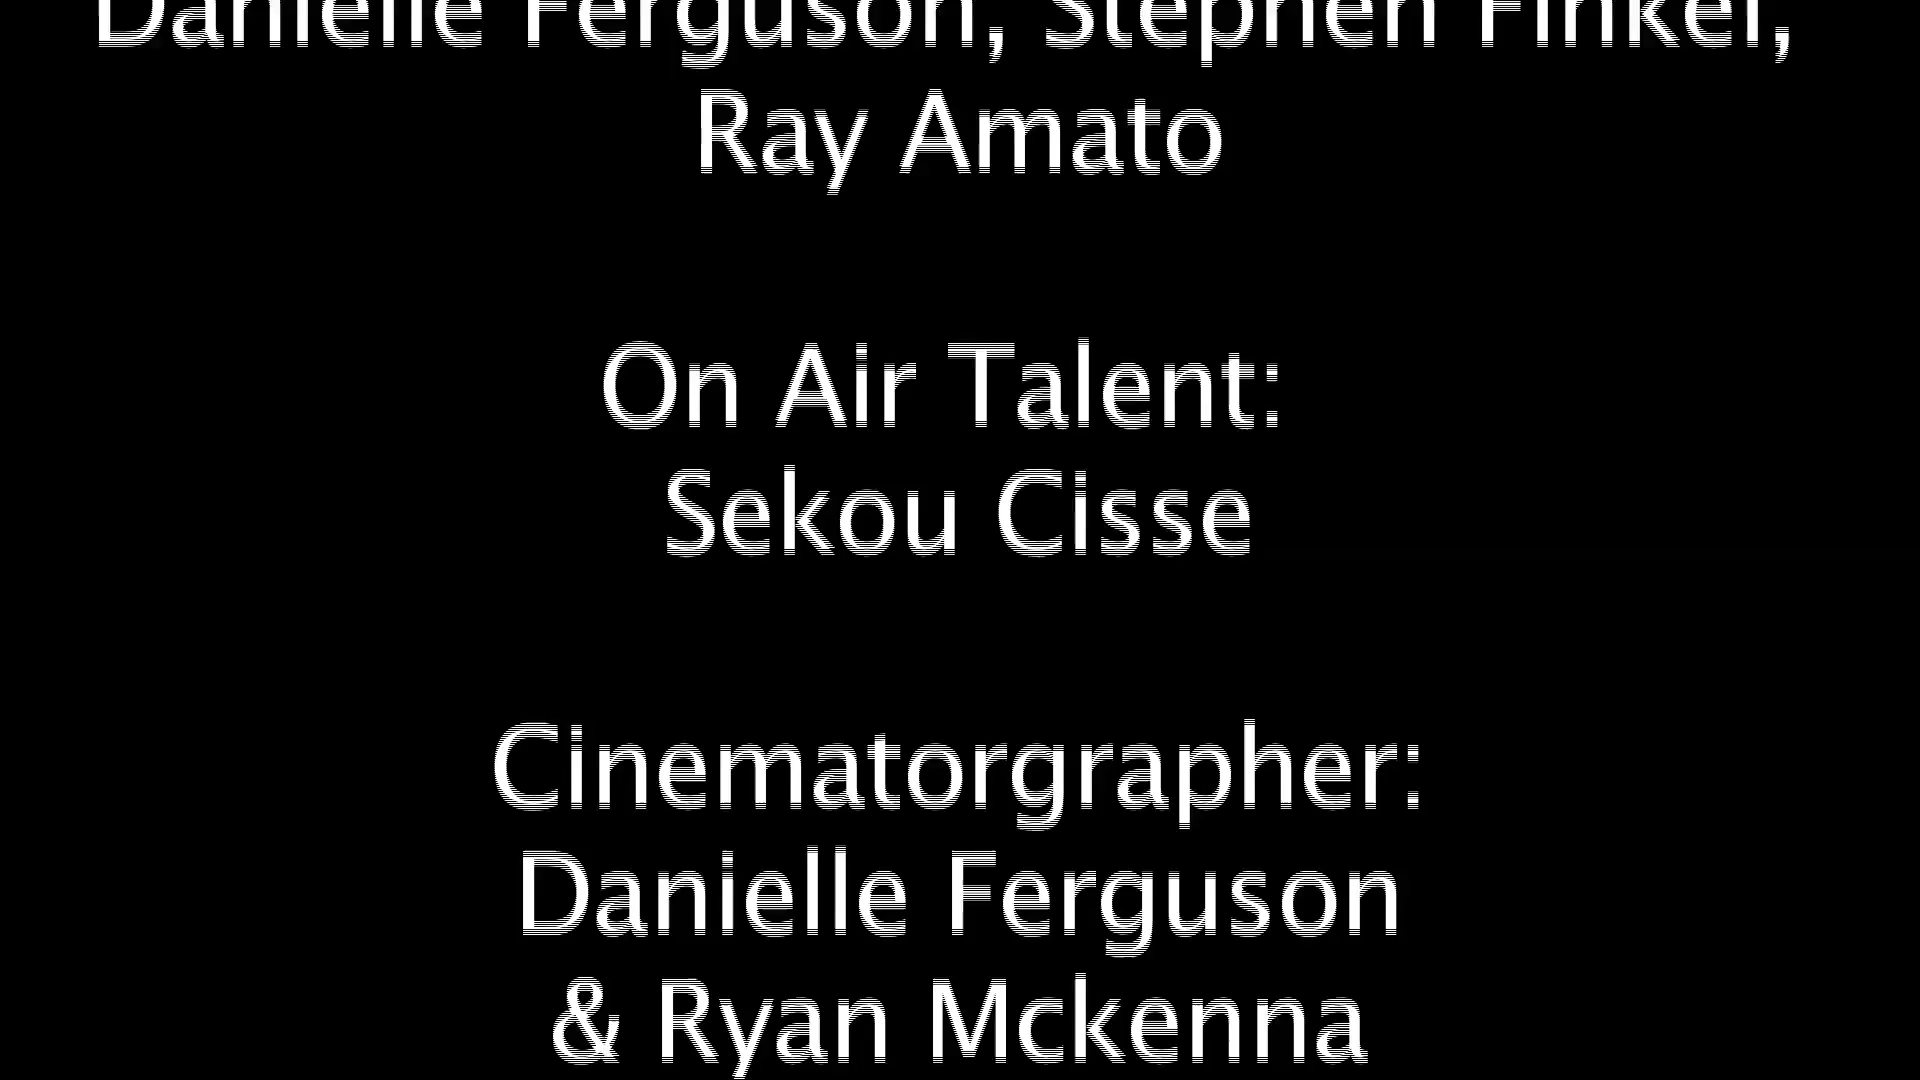 Danielle Ferguson, Stephen Finkel,
Ray Amato
On Air Talent:
Sekou Cisse
Cinematorgrapher:
Danielle Ferguson
& Ryan Mckenna